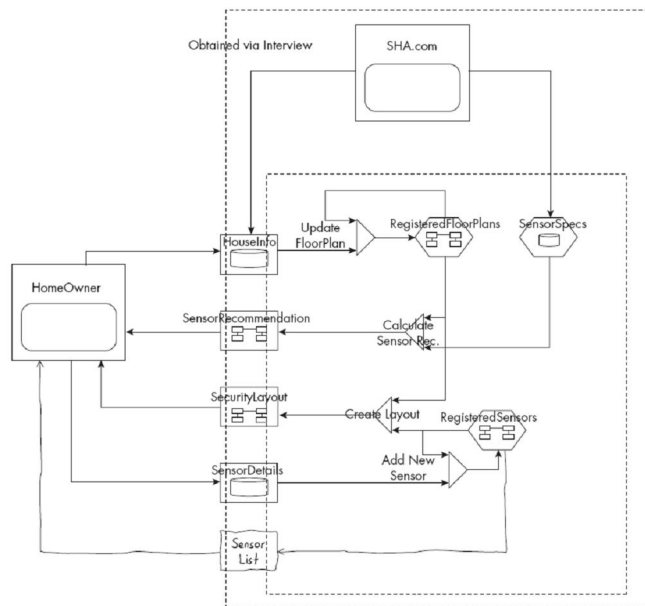 SHA.com
Obtained via Interview
HouseInfo
Update
FloorPlan
RegisteredFloorPlans
SensorSpecs
HomeOwner
SensorRecommendation
Calculate
Sensor Rec.
SecurityLayout
Create Layout
RegisteredSensors
SensorDetails
Add New
Sensor
Sensor
List